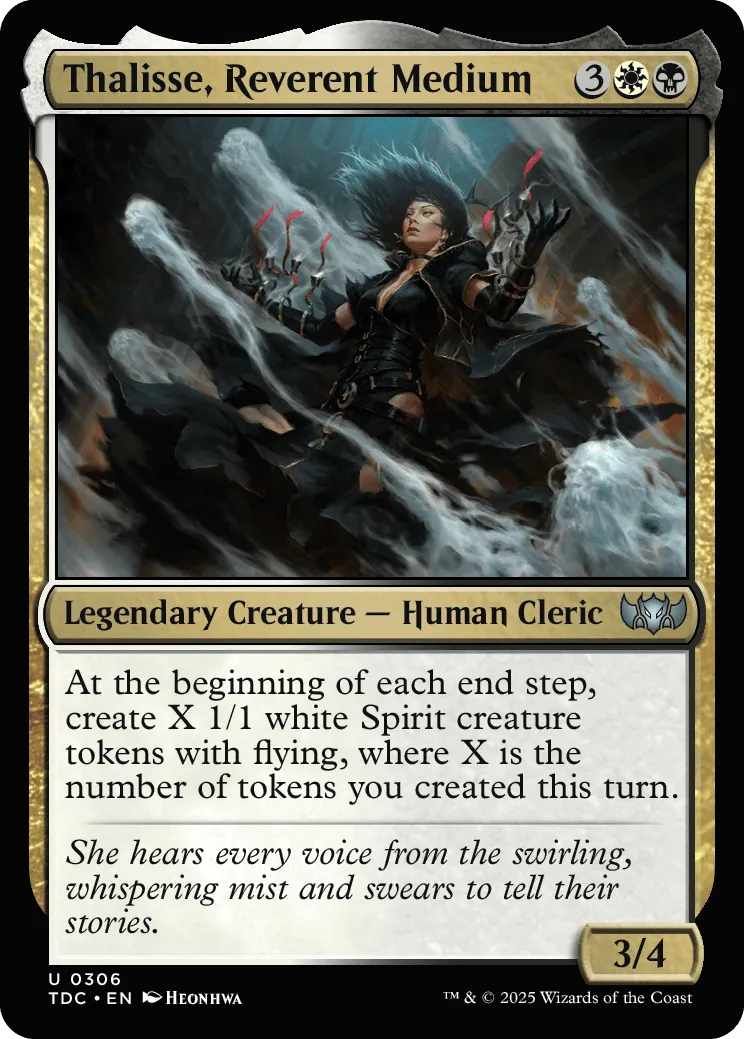 Thalisse, Reverent Medium 3
Legendary Creature — Human Cleric
At the beginning of each end step,
create X 1/1 white Spirit creature
tokens with flying, where X is the
number of tokens you created this turn.
She hears every voice from the swirling,
whispering mist and swears to tell their
stories.
3/4
U 0306
TDC • EN Heonhwa
™ & © 2025 Wizards of the Coast